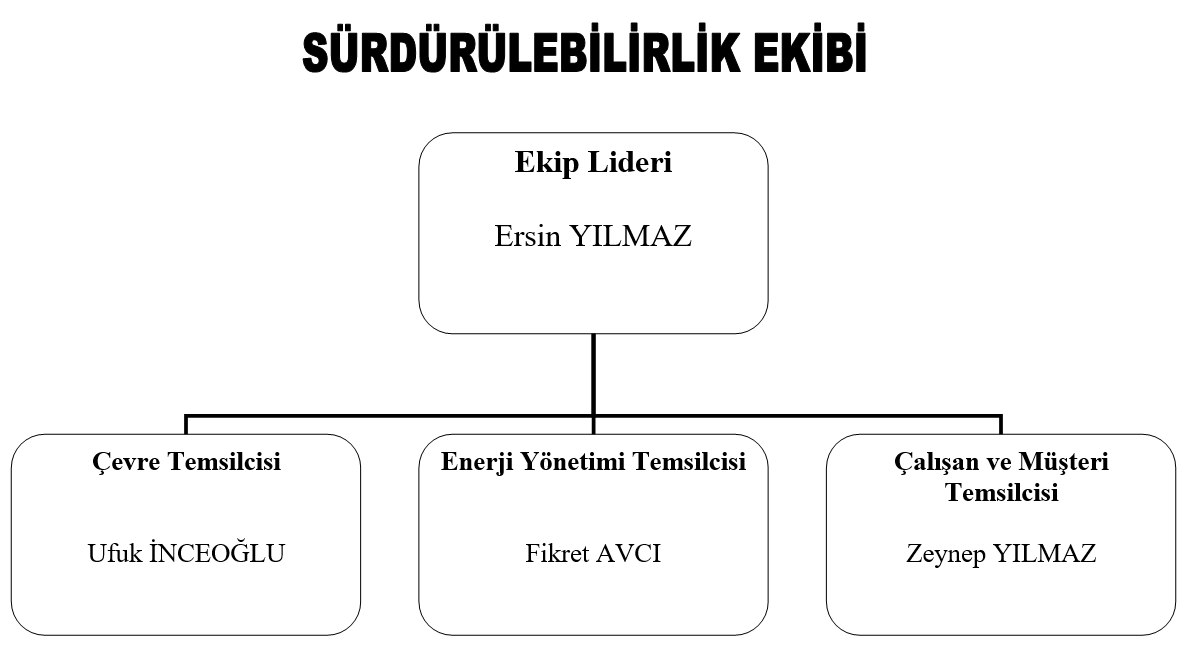 SÜRDÜRÜLEBİLİRLİK EKİBİ
Ekip Lideri
Ersin YILMAZ
Çevre Temsilcisi
Ufuk İNCEOĞLU
Enerji Yönetimi Temsilcisi
Fikret AVCI
Çalışan ve Müşteri
Temsilcisi
Zeynep YILMAZ